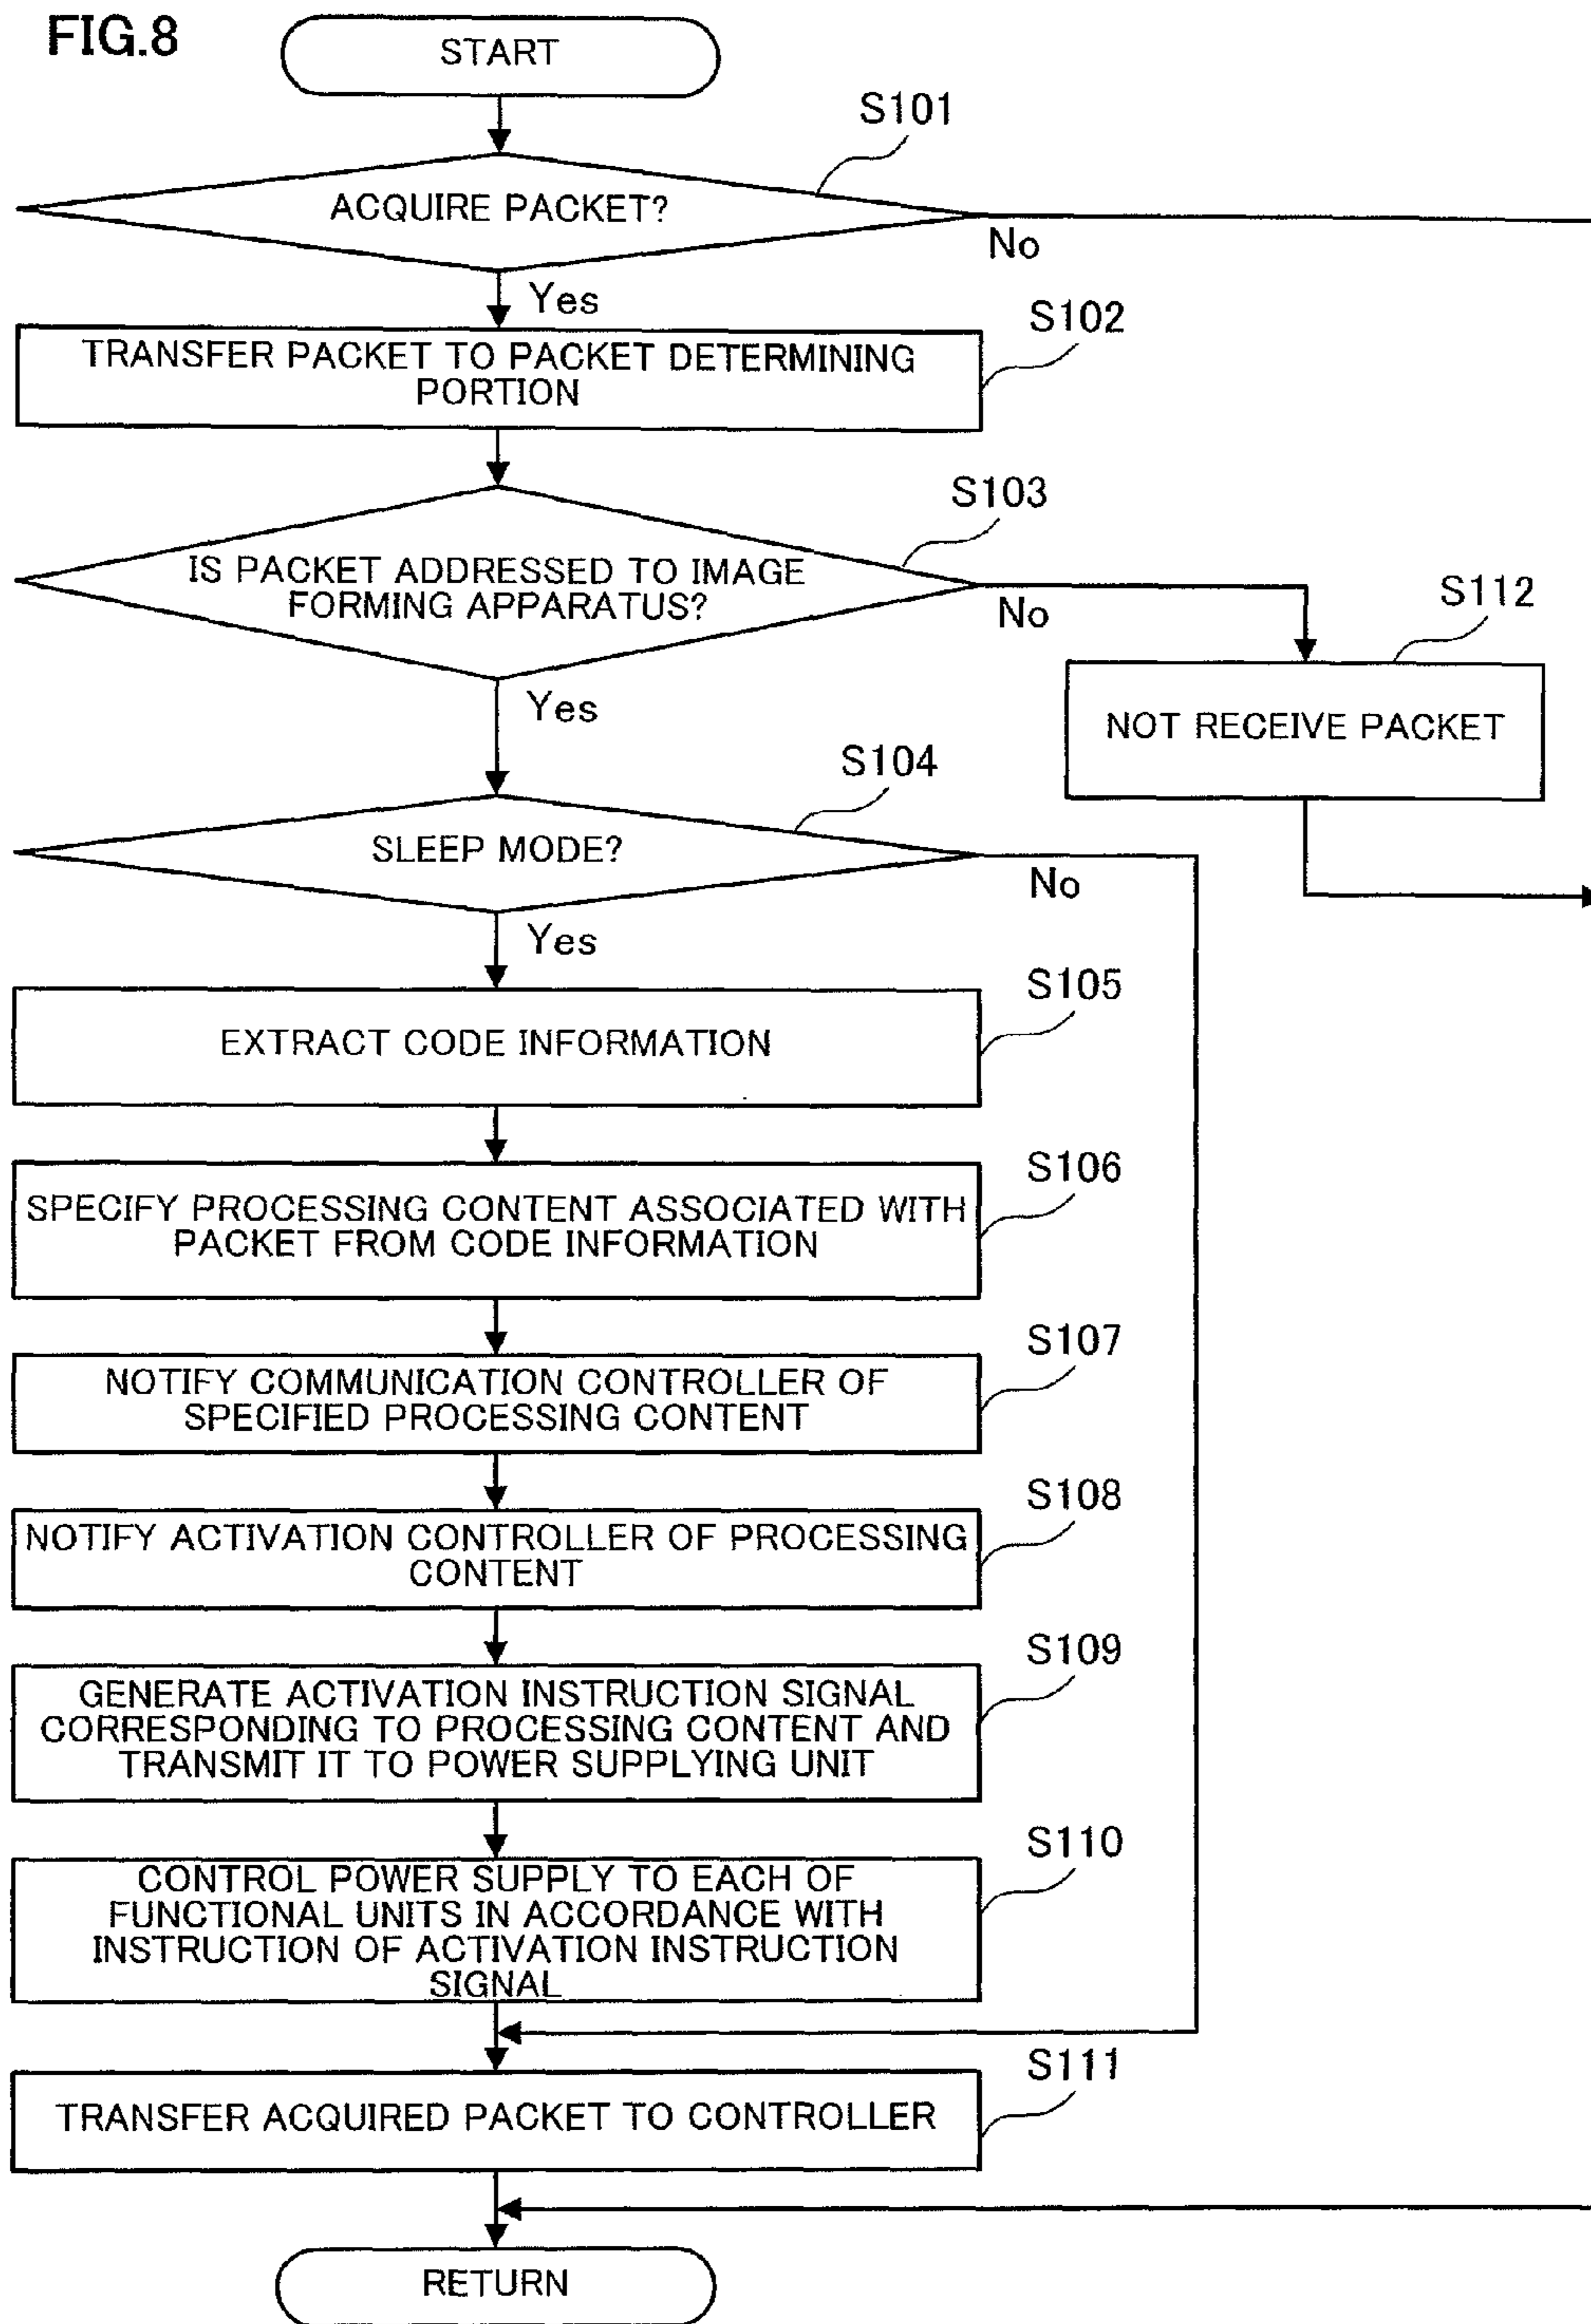 FIG.8
START
S101
ACQUIRE PACKET?
No
Yes
S102
TRANSFER PACKET TO PACKET DETERMINING
PORTION
S103
IS PACKET ADDRESSED TO IMAGE
FORMING APPARATUS?
No
S112
Yes
NOT RECEIVE PACKET
S104
SLEEP MODE?
No
Yes
S105
EXTRACT CODE INFORMATION
S106
SPECIFY PROCESSING CONTENT ASSOCIATED WITH
PACKET FROM CODE INFORMATION
S107
NOTIFY COMMUNICATION CONTROLLER OF
SPECIFIED PROCESSING CONTENT
S108
NOTIFY ACTIVATION CONTROLLER OF PROCESSING
CONTENT
S109
GENERATE ACTIVATION INSTRUCTION SIGNAL
CORRESPONDING TO PROCESSING CONTENT AND
TRANSMIT IT TO POWER SUPPLYING UNIT
S110
CONTROL POWER SUPPLY TO EACH OF
FUNCTIONAL UNITS IN ACCORDANCE WITH
INSTRUCTION OF ACTIVATION INSTRUCTION
SIGNAL
S111
TRANSFER ACQUIRED PACKET TO CONTROLLER
RETURN